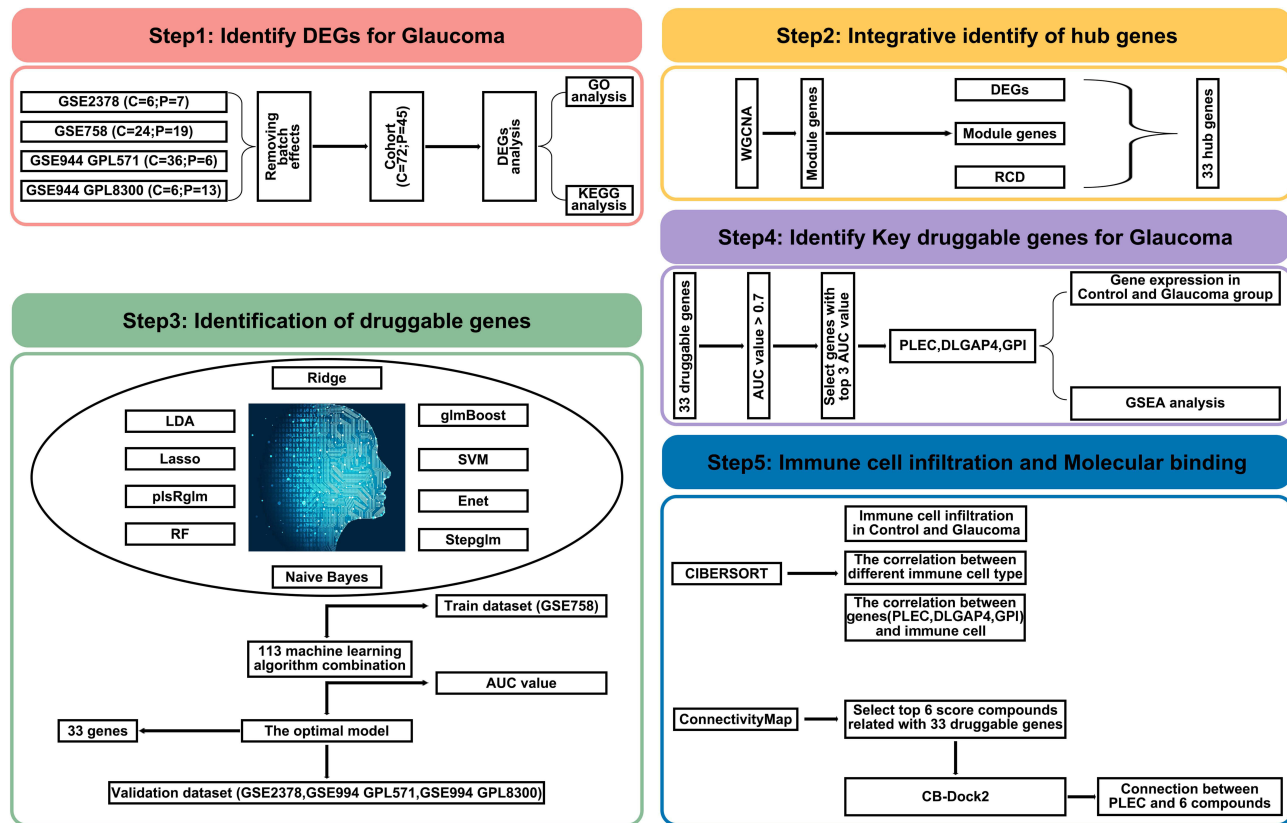 Step1: Identify DEGs for Glaucoma
GSE2378 (C=6;P=7)
GSE758 (C=24;P=19)
GSE944 GPL571 (C=36;P=6)
GSE944 GPL8300 (C=6;P=13)
Removing
batch
effects
Cohort
(C=72;P=45)
DEGs
analysis
GO
analysis
KEGG
analysis
Step2: Integrative identify of hub genes
WGCNA
Module genes
DEGs
Module genes
RCD
33 hub genes
Step3: Identification of druggable genes
Ridge
LDA
Lasso
plsRglm
RF
glmBoost
SVM
Enet
Stepglm
Naive Bayes
Train dataset (GSE758)
113 machine learning
algorithm combination
AUC value
33 genes
The optimal model
Validation dataset (GSE2378,GSE994 GPL571,GSE994 GPL8300)
Step4: Identify Key druggable genes for Glaucoma
33 druggable genes
AUC value > 0.7
Select genes with
top 3 AUC value
PLEC,DLGAP4,GPI
Gene expression in
Control and Glaucoma group
GSEA analysis
Step5: Immune cell infiltration and Molecular binding
CIBERSORT
Immune cell infiltration
in Control and Glaucoma
The correlation between
different immune cell type
The correlation between
genes(PLEC,DLGAP4,GPI)
and immune cell
ConnectivityMap
Select top 6 score compounds
related with 33 druggable genes
CB-Dock2
Connection between
PLEC and 6 compounds